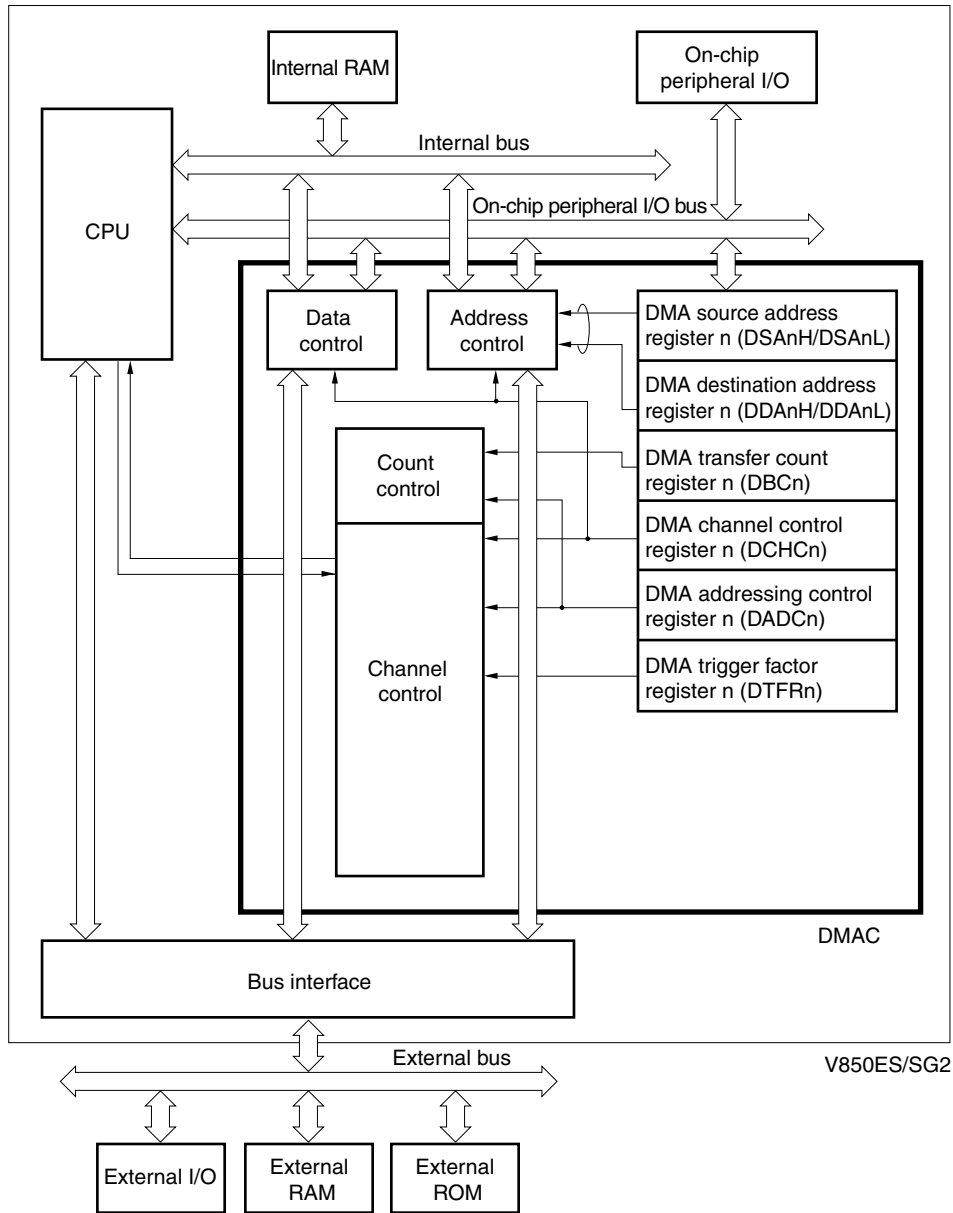 Internal RAM
On-chip
peripheral I/O
Internal bus
On-chip peripheral I/O bus
CPU
Data
control
Address
control
DMA source address
register n (DSAnH/DSAnL)
DMA destination address
register n (DDAnH/DDAnL)
DMA transfer count
register n (DBCn)
DMA channel control
register n (DCHCn)
DMA addressing control
register n (DADCn)
DMA trigger factor
register n (DTFRn)
Count
control
Channel
control
DMAC
Bus interface
V850ES/SG2
External bus
External I/O
External
RAM
External
ROM